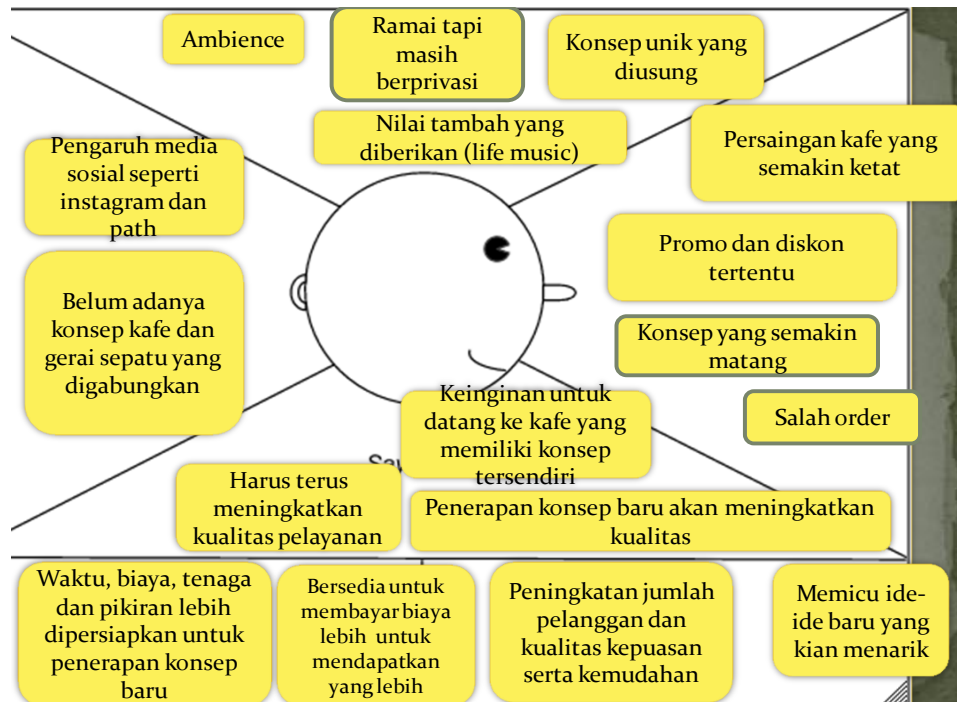 Ambience
Ramai tapi
masih
berprivasi
Konsep unik yang
diusung
Nilai tambah yang
diberikan (life music)
Pengaruh media
sosial seperti
instagram dan
path
Persaingan kafe yang
semakin ketat
Promo dan diskon
tertentu
Belum adanya
konsep kafe dan
gerai sepatu yang
digabungkan
Konsep yang semakin
matang
Salah order
Keinginan untuk
datang ke kafe yang
memiliki konsep
tersendiri
Harus terus
meningkatkan
kualitas pelayanan
Penerapan konsep baru akan meningkatkan
kualitas
Waktu, biaya, tenaga
dan pikiran lebih
dipersiapkan untuk
penerapan konsep
baru
Bersedia untuk
membayar biaya
lebih untuk
mendapatkan
yang lebih
Peningkatan jumlah
pelanggan dan
kualitas kepuasan
serta kemudahan
Memicu ide-
ide baru yang
kian menarik